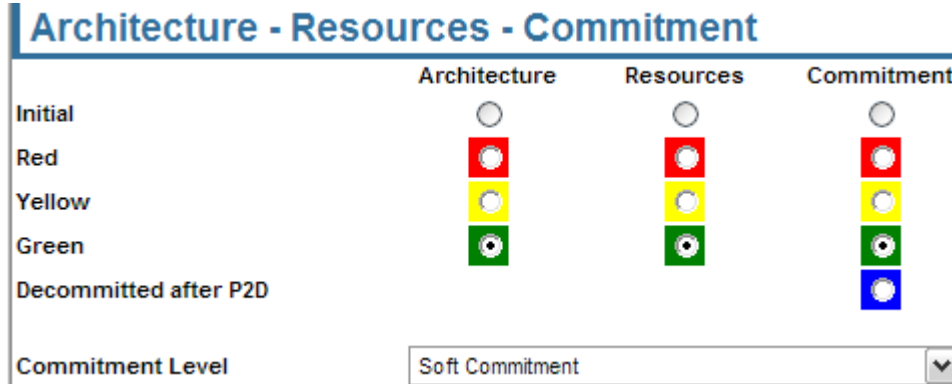 Architecture - Resources - Commitment
Architecture Resources Commitment
Initial
Red
Yellow
Green
Decommitted after P2D
Commitment Level Soft Commitment